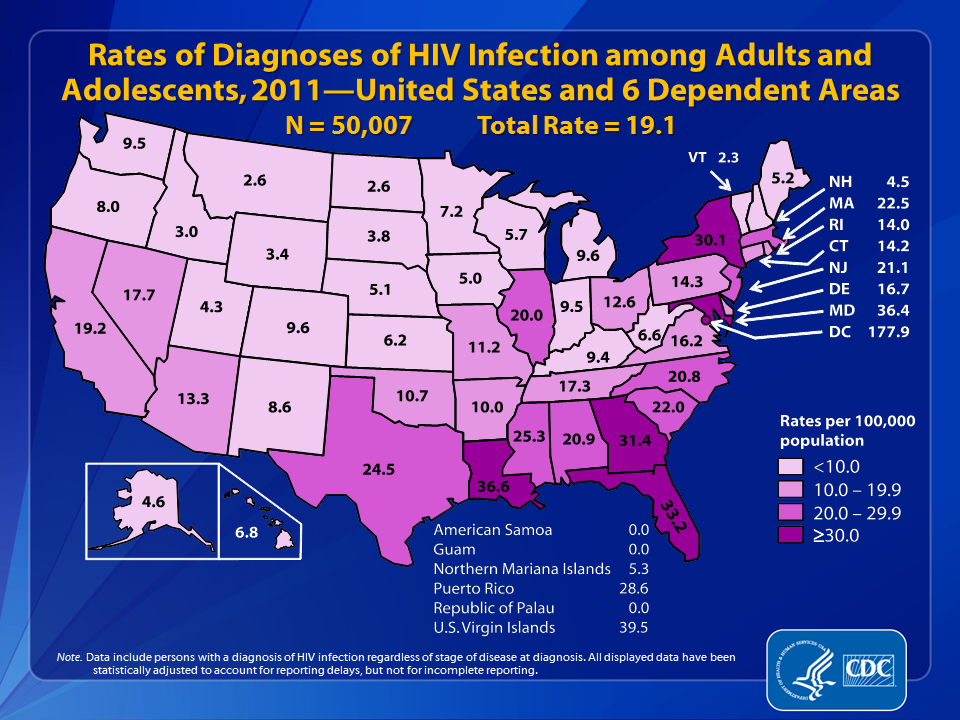 Rates of Diagnoses of HIV Infection among Adults and
Adolescents, 2011—United States and 6 Dependent Areas
N = 50,007 Total Rate = 19.1
9.5
8.0
2.6
2.6
7.2
3.0
3.4
3.8
5.7
9.6
5.0
5.1
17.7
4.3
19.2
9.6
6.2
11.2
20.0
9.5
12.6
14.3
30.1
5.2
6.6
16.2
9.4
17.3
20.8
22.0
13.3
8.6
10.7
10.0
25.3
20.9
31.4
24.5
36.6
33.2
4.6
6.8
VT 2.3
NH 4.5
MA 22.5
RI 14.0
CT 14.2
NJ 21.1
DE 16.7
MD 36.4
DC 177.9
Rates per 100,000
population
<10.0
10.0 – 19.9
20.0 – 29.9
≥30.0
American Samoa 0.0
Guam 0.0
Northern Mariana Islands 5.3
Puerto Rico 28.6
Republic of Palau 0.0
U.S. Virgin Islands 39.5
Note. Data include persons with a diagnosis of HIV infection regardless of stage of disease at diagnosis. All displayed data have been
statistically adjusted to account for reporting delays, but not for incomplete reporting.
DEPARTMENT OF HEALTH & HUMAN SERVICES USA
CDC